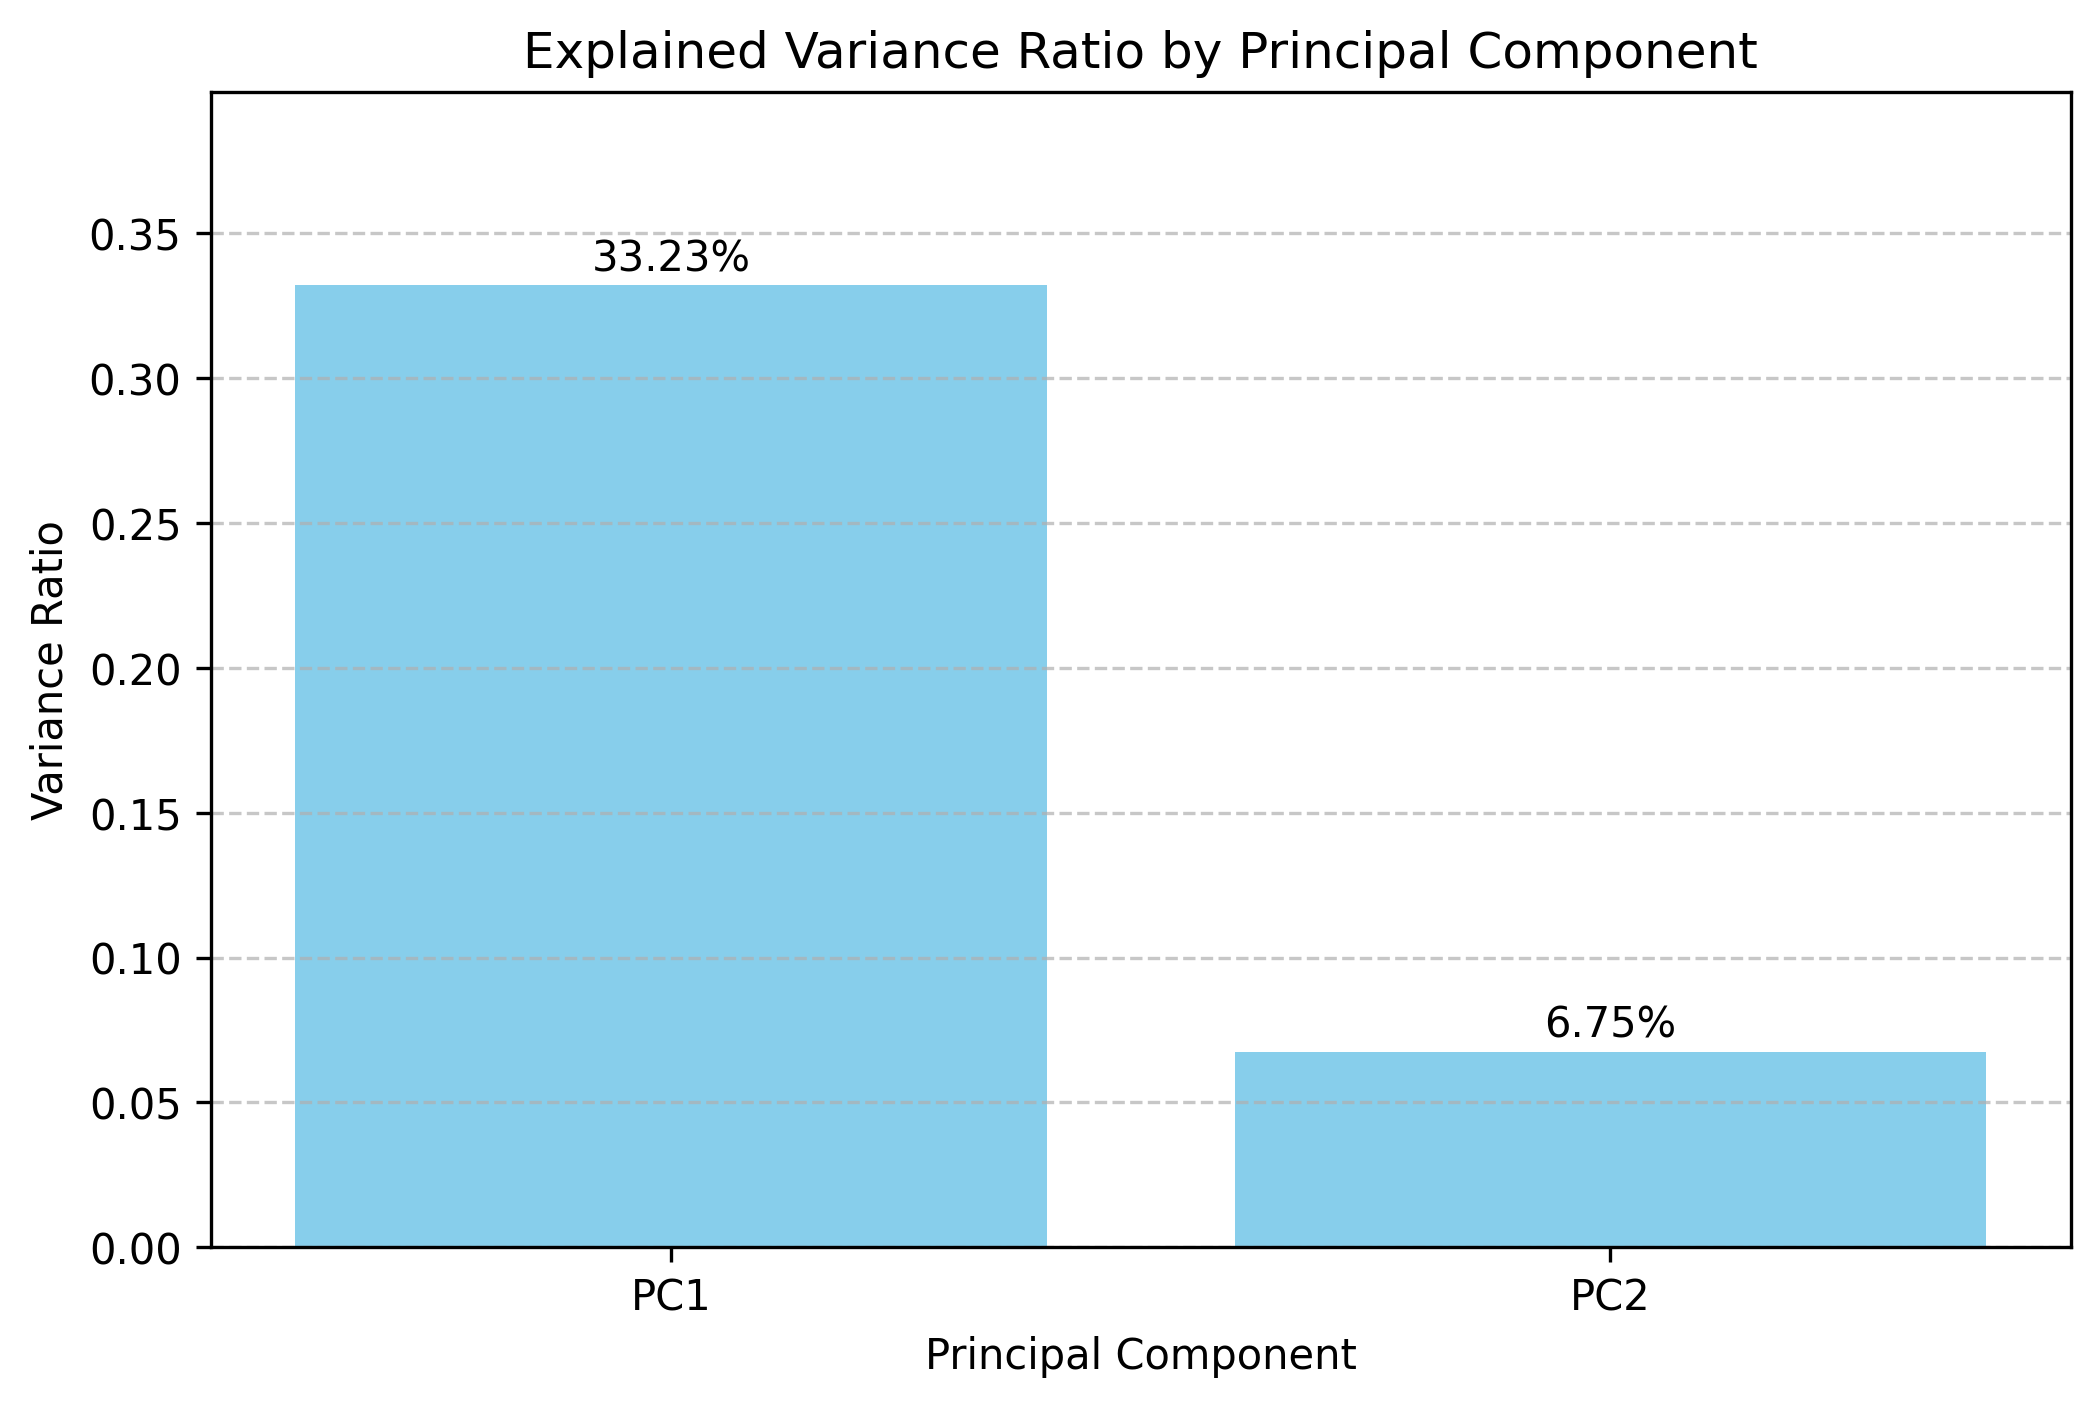 Explained Variance Ratio by Principal Component
Variance Ratio
0.35
0.30
0.25
0.20
0.15
0.10
0.05
0.00
33.23%
6.75%
PC1
PC2
Principal Component